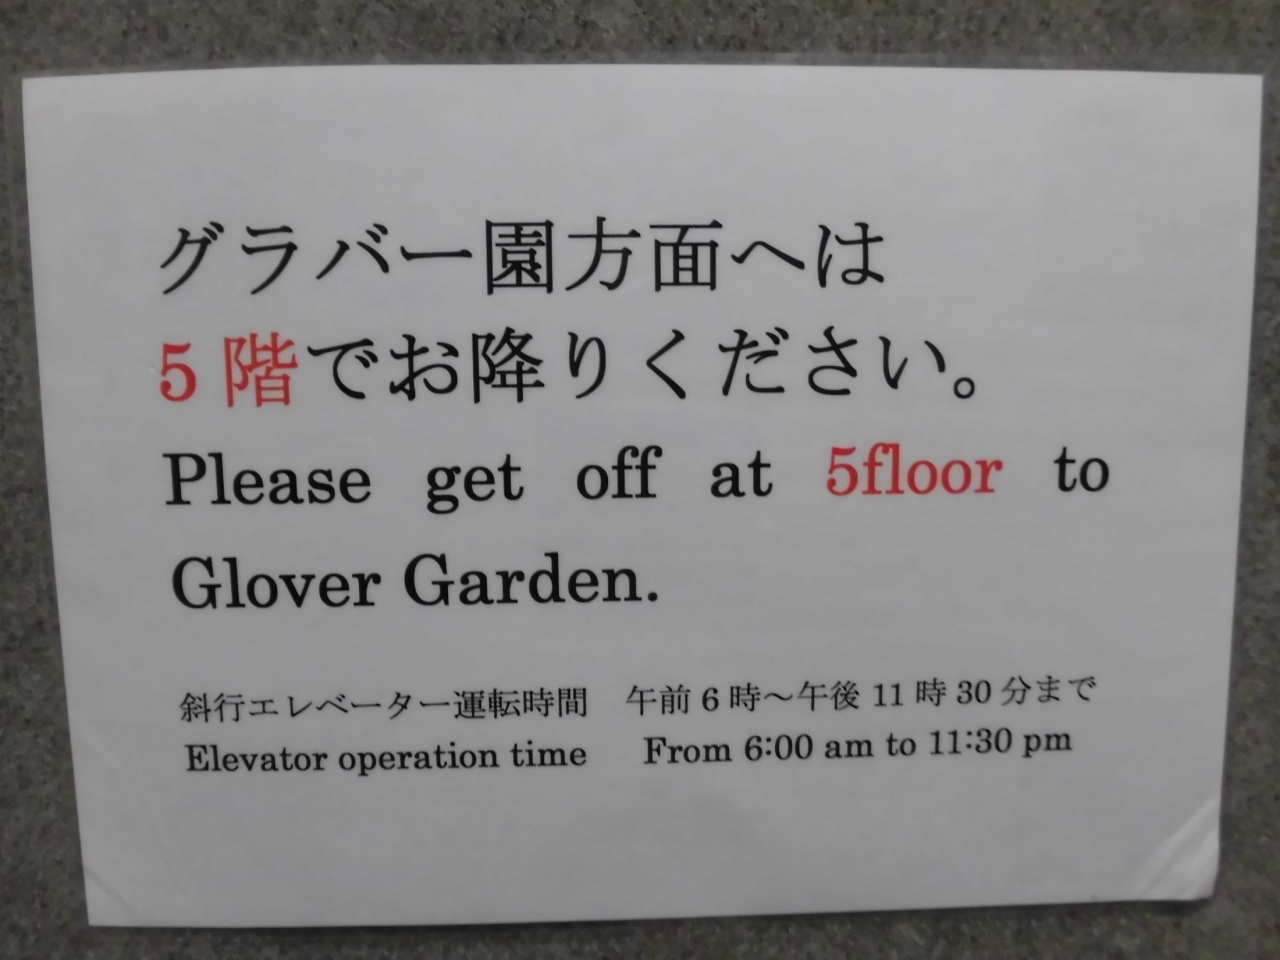 グラバー園方面へは
5階でお降りください。
Please get off at 5floor to
Glover Garden.
斜行エレベーター運転時間 午前6時～午後11時30分まで
Elevator operation time From 6:00 am to 11:30 pm